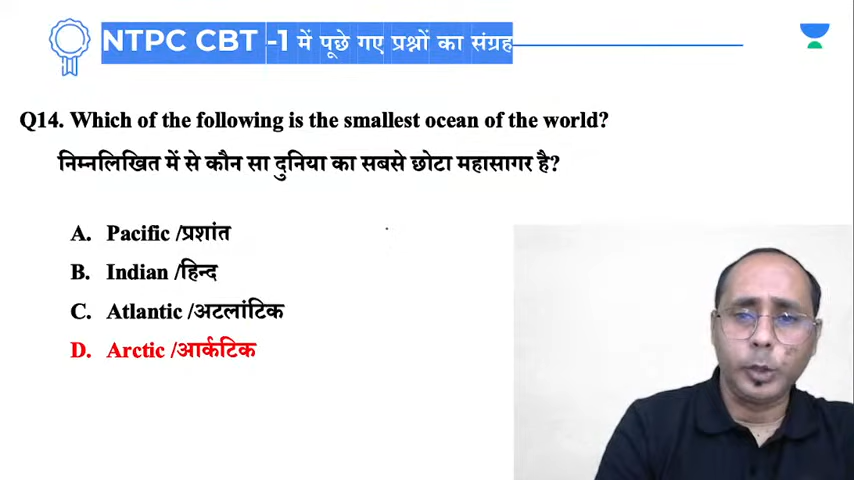 NTPC CBT -1 में पूछे गए प्रश्नों का संग्रह
Q14. Which of the following is the smallest ocean of the world?
निम्नलिखित में से कौन सा दुनिया का सबसे छोटा महासागर है?
A. Pacific /प्रशांत
B. Indian /हिन्द
C. Atlantic /अटलांटिक
D. Arctic /आर्कटिक